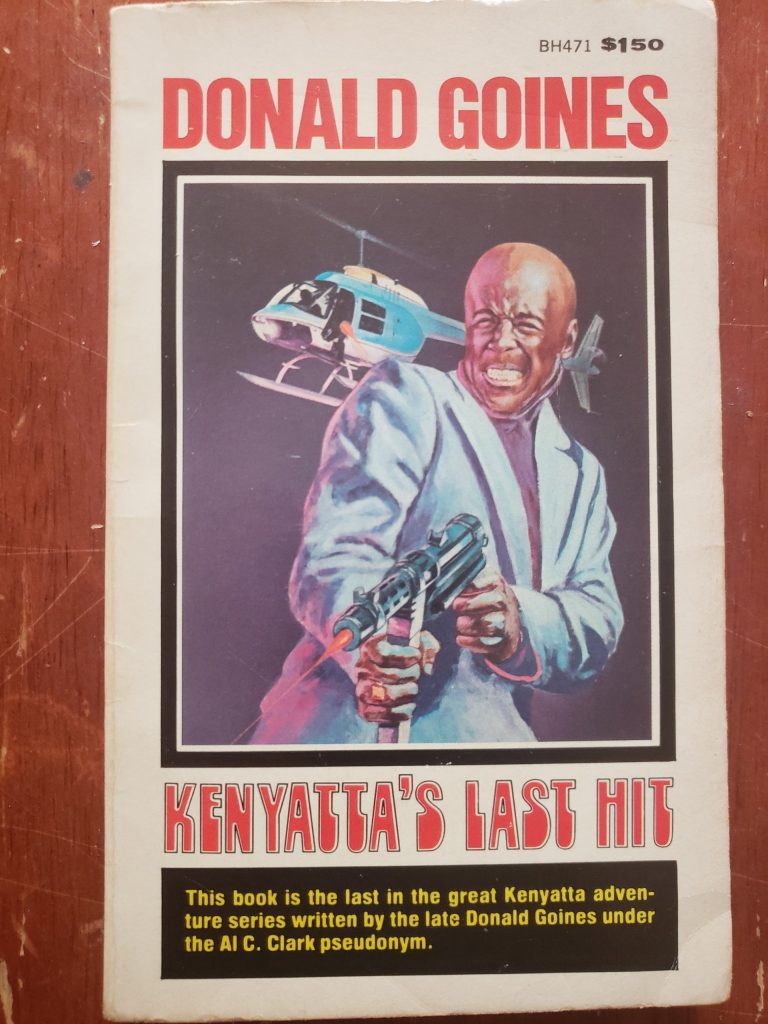 BH471 $150
DONALD GOINES
KENYATTA'S LAST HIT
This book is the last in the great Kenyatta adven-
ture series written by the late Donald Goines under
the Al C. Clark pseudonym.